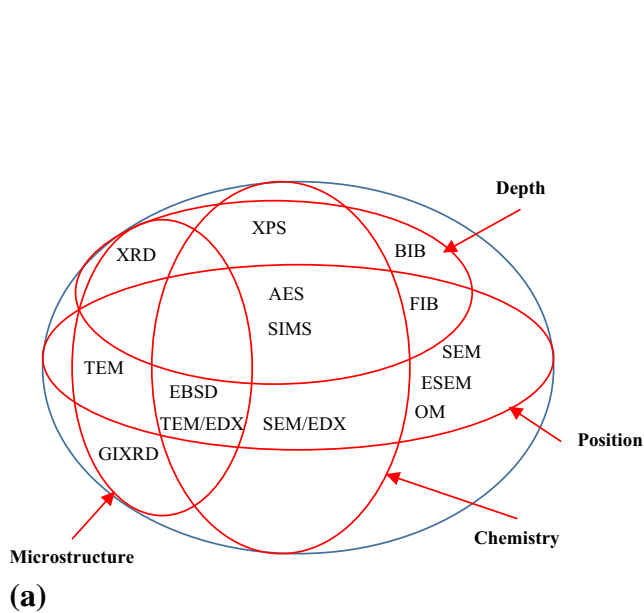 Depth
XPS
XRD
BIB
AES
FIB
SIMS
SEM
TEM
ESEM
EBSD
OM
TEM/EDX
SEM/EDX
Position
GIXRD
Chemistry
Microstructure
(a)